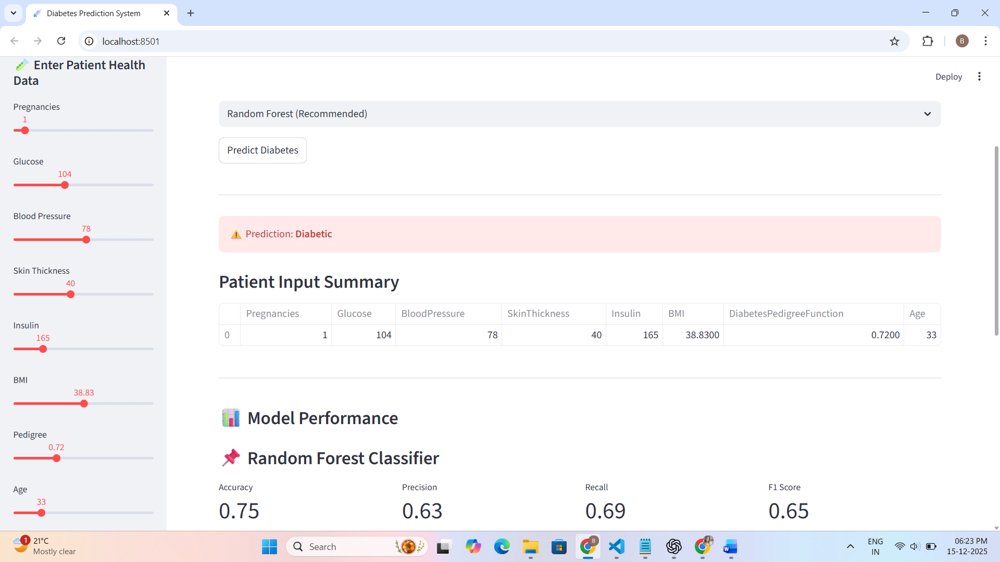 Diabetes Prediction System
localhost:8501
B
Enter Patient Health
Data
Pregnancies
1
Glucose
104
Blood Pressure
78
Skin Thickness
40
Insulin
165
BMI
38.83
Pedigree
0.72
Age
33
Deploy
Random Forest (Recommended)
Predict Diabetes
Prediction: Diabetic
Patient Input Summary
Pregnancies Glucose BloodPressure SkinThickness Insulin BMI DiabetesPedigreeFunction Age
0 1 104 78 40 165 38.8300 0.7200 33
Model Performance
Random Forest Classifier
Accuracy Precision Recall F1 Score
0.75 0.63 0.69 0.65
1
21°C
Mostly clear
Search
B
W
ENG
IN
06:23 PM
15-12-2025